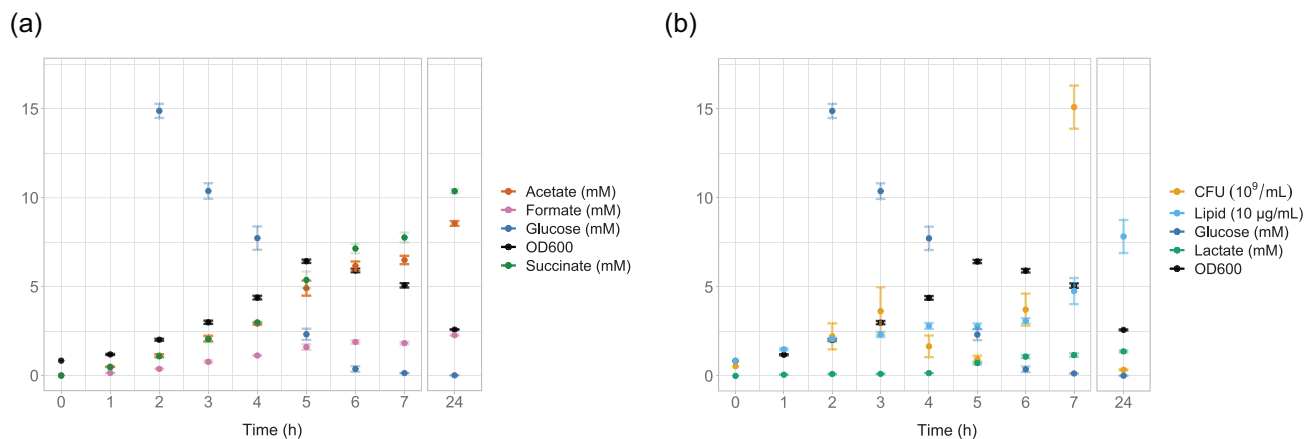 (a)
15
10
5
0
0 1 2 3 4 5 6 7 24
Time (h)
Acetate (mM)
Formate (mM)
Glucose (mM)
OD600
Succinate (mM)
(b)
15
10
5
0
0 1 2 3 4 5 6 7 24
Time (h)
CFU (10⁹/mL)
Lipid (10 µg/mL)
Glucose (mM)
Lactate (mM)
OD600